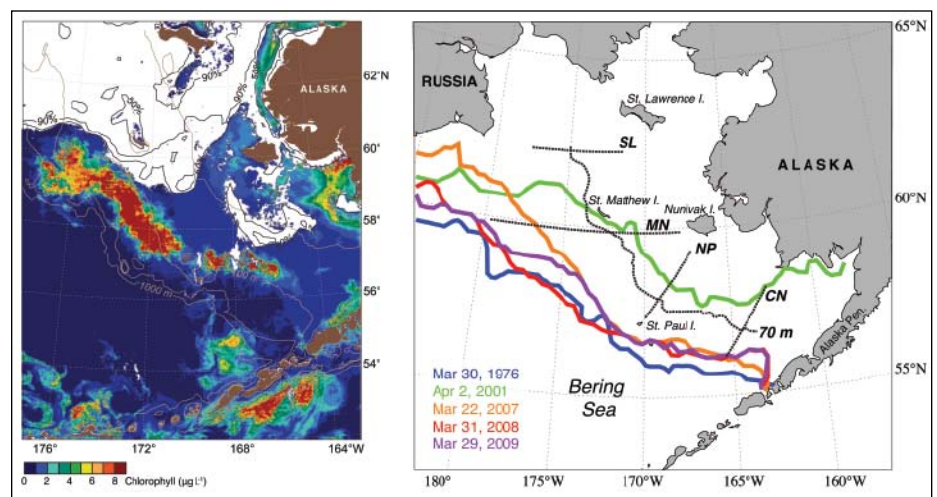 ALASKA
62°N
60°
58°
56°
54°
90%
50%
90%
90%
50%
1000 m
176°
172°
168°
164°W
0 2 4 6 8 Chlorophyll (µg L⁻¹)
65°N
60°N
55°N
RUSSIA
St. Lawrence I.
SL
ALASKA
St. Matthew I.
Nunivak I.
MN
NP
CN
St. Paul I.
70 m
Alaska Pen.
Bering
Sea
Mar 30, 1976
Apr 2, 2001
Mar 22, 2007
Mar 31, 2008
Mar 29, 2009
180°
175°W
170°W
165°W
160°W